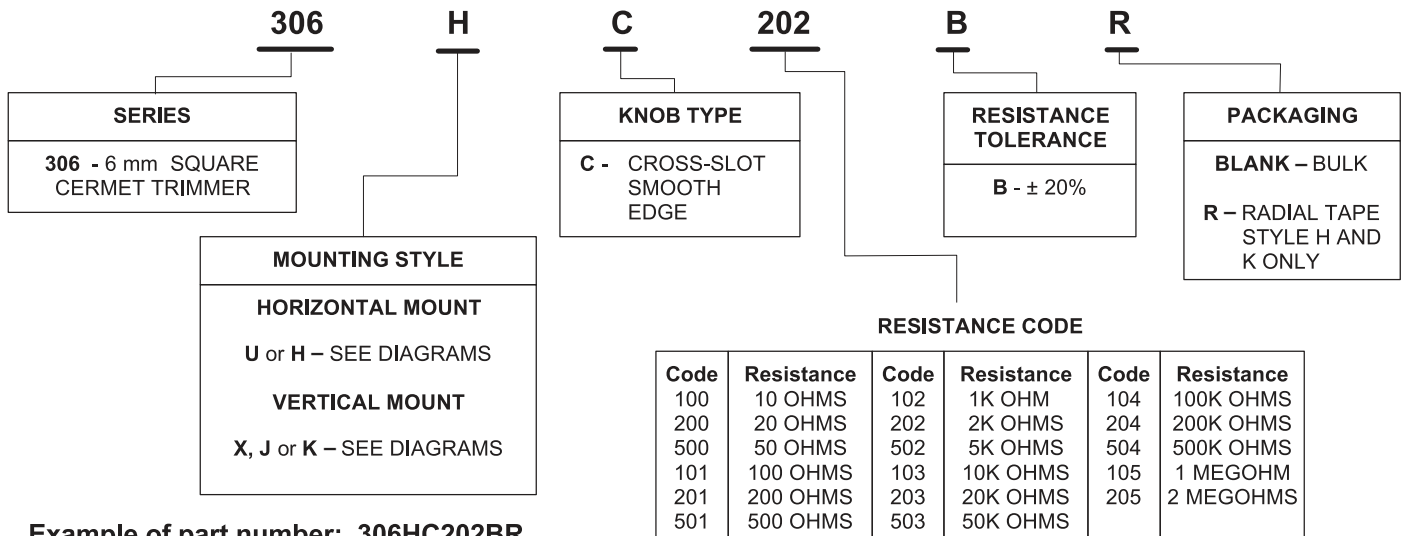 306 H C 202 B R
SERIES
306 - 6 mm SQUARE
CERMET TRIMMER
MOUNTING STYLE
HORIZONTAL MOUNT
U or H – SEE DIAGRAMS
VERTICAL MOUNT
X, J or K – SEE DIAGRAMS
KNOB TYPE
C - CROSS-SLOT
SMOOTH
EDGE
RESISTANCE
TOLERANCE
B - ± 20%
PACKAGING
BLANK – BULK
R – RADIAL TAPE
STYLE H AND
K ONLY
RESISTANCE CODE
Code Resistance Code Resistance Code Resistance
100 10 OHMS 102 1K OHM 104 100K OHMS
200 20 OHMS 202 2K OHMS 204 200K OHMS
500 50 OHMS 502 5K OHMS 504 500K OHMS
101 100 OHMS 103 10K OHMS 105 1 MEGOHM
201 200 OHMS 203 20K OHMS 205 2 MEGOHMS
501 500 OHMS 503 50K OHMS
Example of part number: 306HC202BR